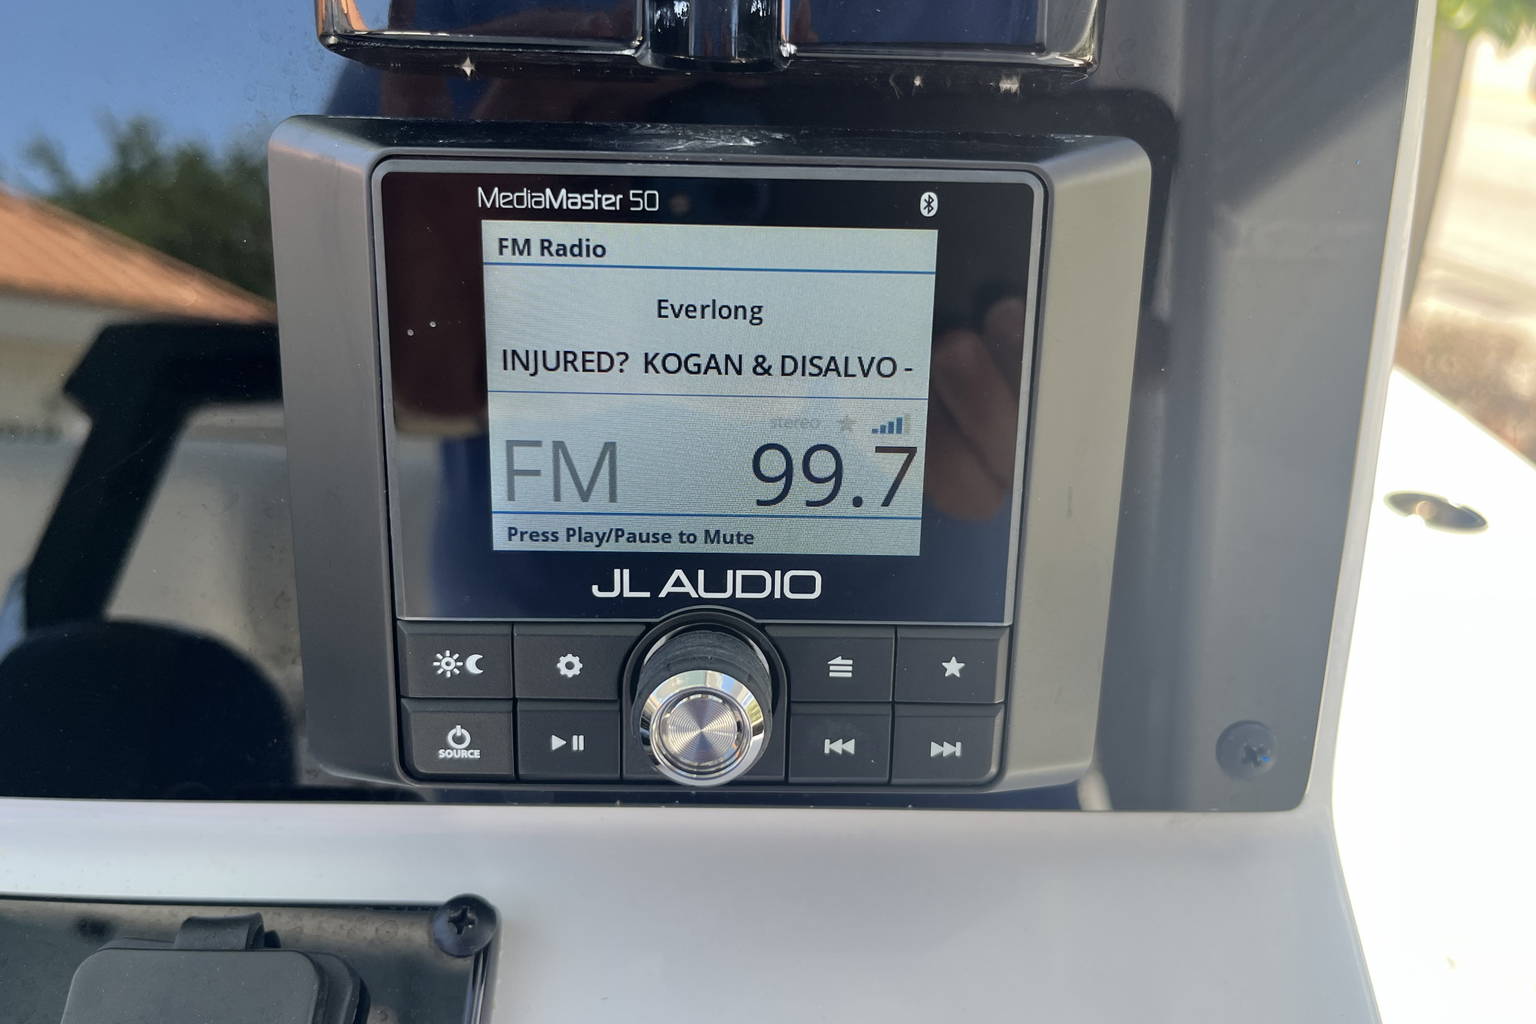 MediaMaster 50
FM Radio
Everlong
INJURED? KOGAN & DISALVO -
stereo
FM 99.7
Press Play/Pause to Mute
JL AUDIO
SOURCE